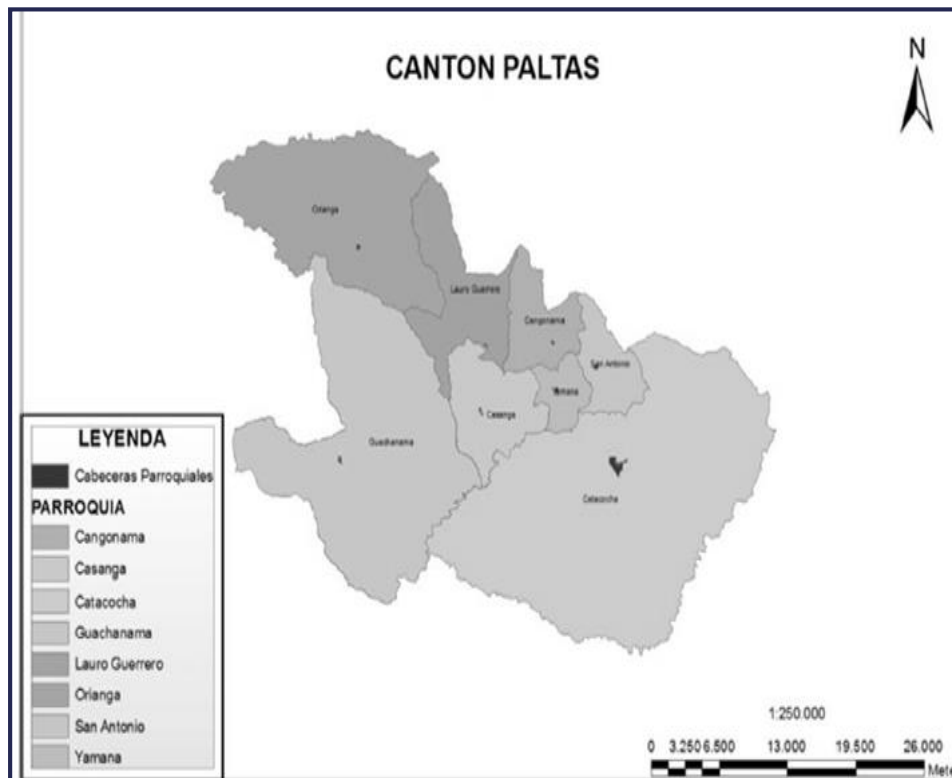 CANTON PALTAS
N
Orianga
Lauro Guerrero
Cangonama
San Antonio
Yamana
Casanga
Guachanama
Catacocha
LEYENDA
Cabeceras Parroquiales
PARROQUIA
Cangonama
Casanga
Catacocha
Guachanama
Lauro Guerrero
Orianga
San Antonio
Yamana
1:250.000
0 3.250 6.500 13.000 19.500 26.000
Mete